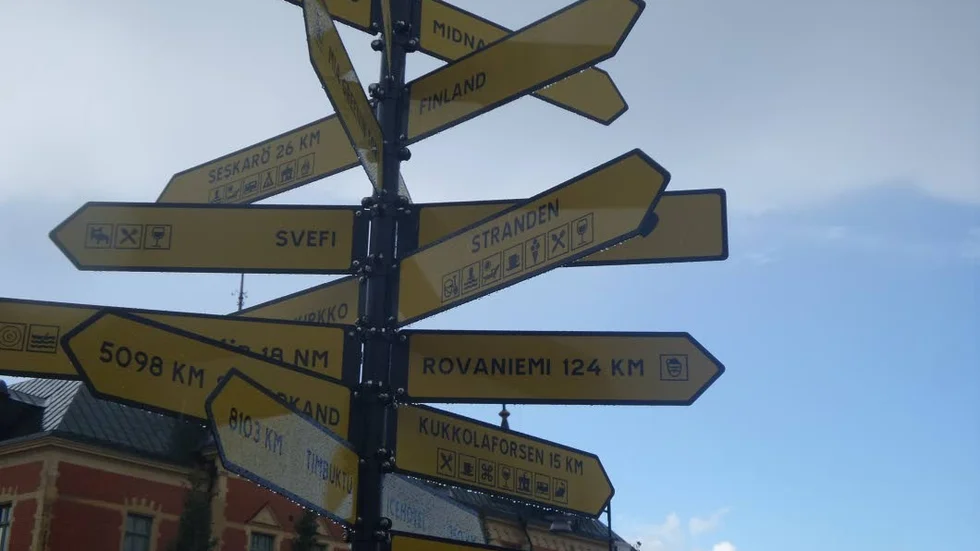 MIDNA
FINLAND
SESKARÖ 26 KM
STRANDEN
SVEFI
KIRKKO
18 NM
ROVANIEMI 124 KM
5098 KM
KAND
KUKKOLAFORSEN 15 KM
8103 KM
TIMBUKTU
ICEHOTEL